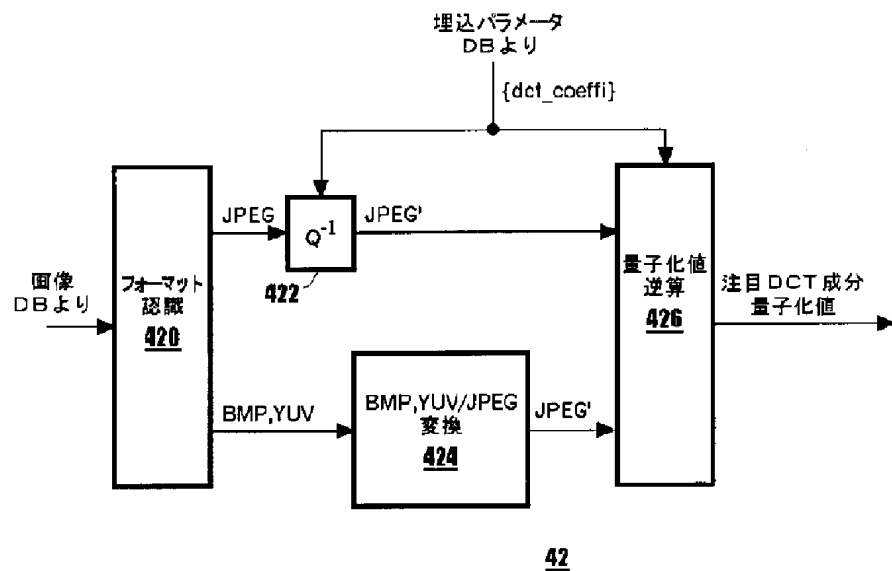 埋込パラメータ
DBより
{dct_coeffi}
JPEG
Q-1
JPEG'
422
画像
DBより
フォーマット
認識
420
量子化値
逆算
426
注目DCT成分
量子化値
BMP,YUV
BMP,YUV/JPEG
変換
424
JPEG'
42